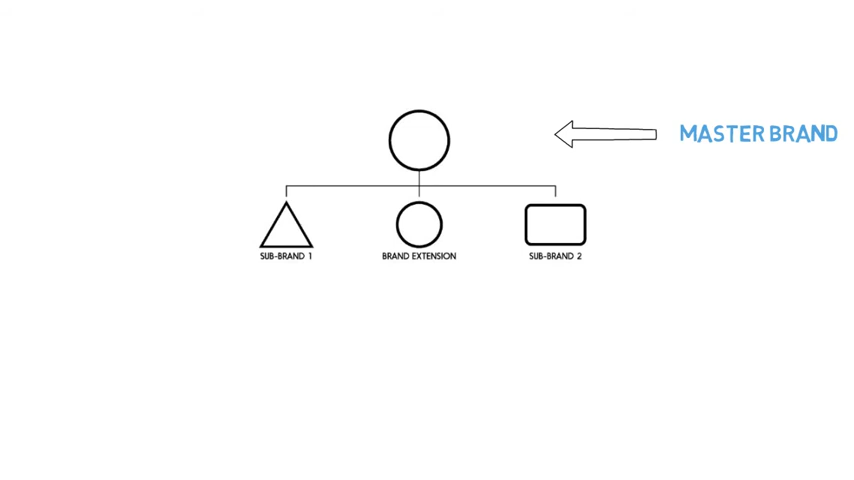 MASTER BRAND
SUB-BRAND 1
BRAND EXTENSION
SUB-BRAND 2